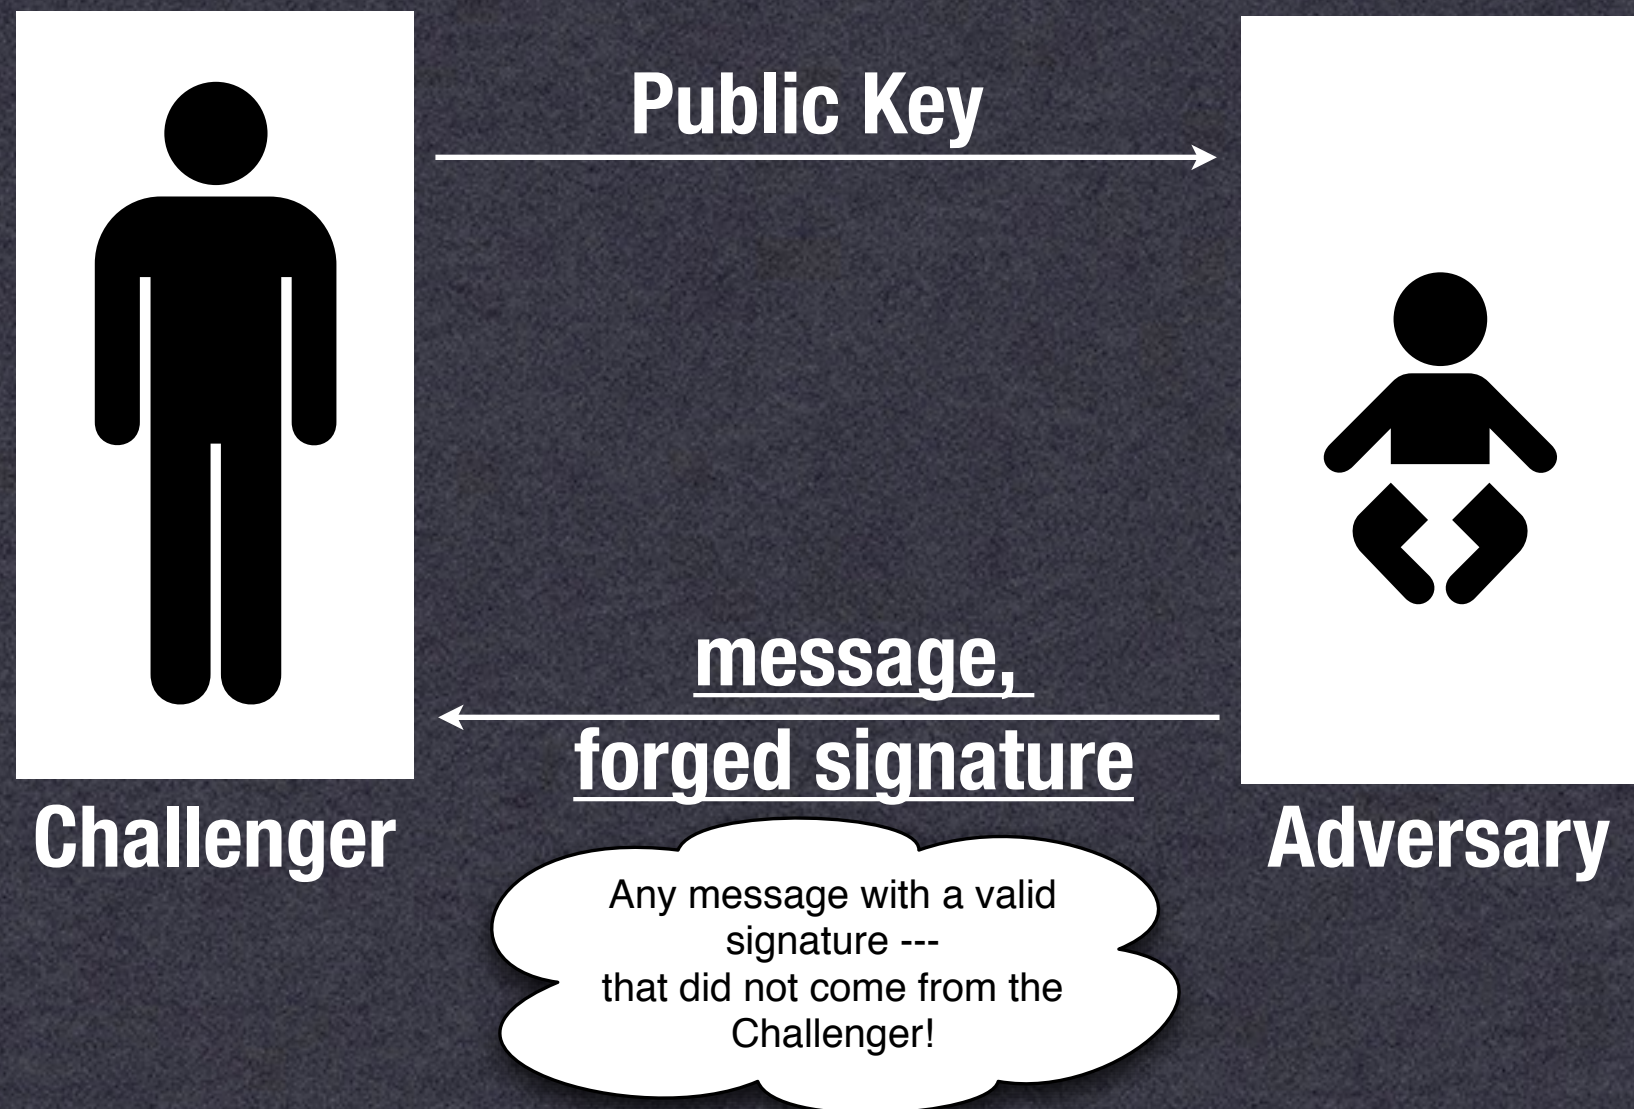 Public Key
message,
forged signature
Challenger
Adversary
Any message with a valid
signature ---
that did not come from the
Challenger!